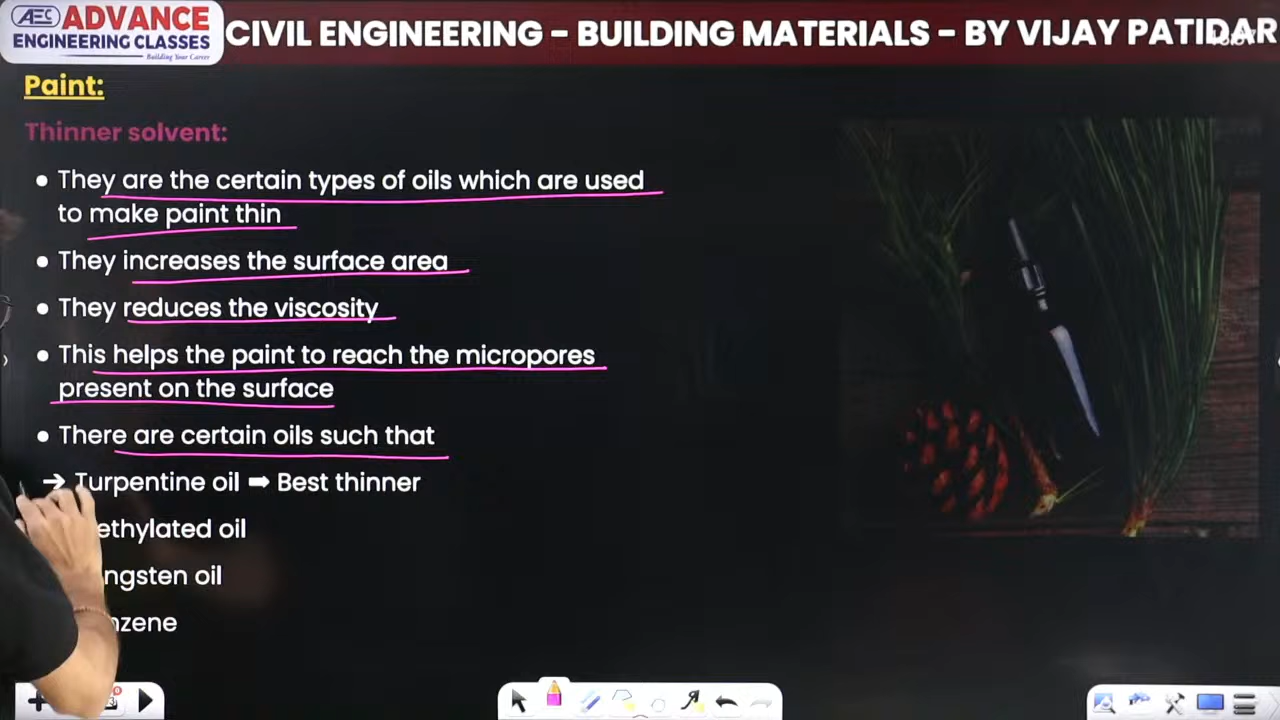 AEC ADVANCE
ENGINEERING CLASSES
Building Your Career
CIVIL ENGINEERING – BUILDING MATERIALS – BY VIJAY PATIDAR
Paint:
Thinner solvent:
• They are the certain types of oils which are used
to make paint thin
• They increases the surface area
• They reduces the viscosity
• This helps the paint to reach the micropores
present on the surface
• There are certain oils such that
➔ Turpentine oil ➡ Best thinner
ethylated oil
ngsten oil
nzene